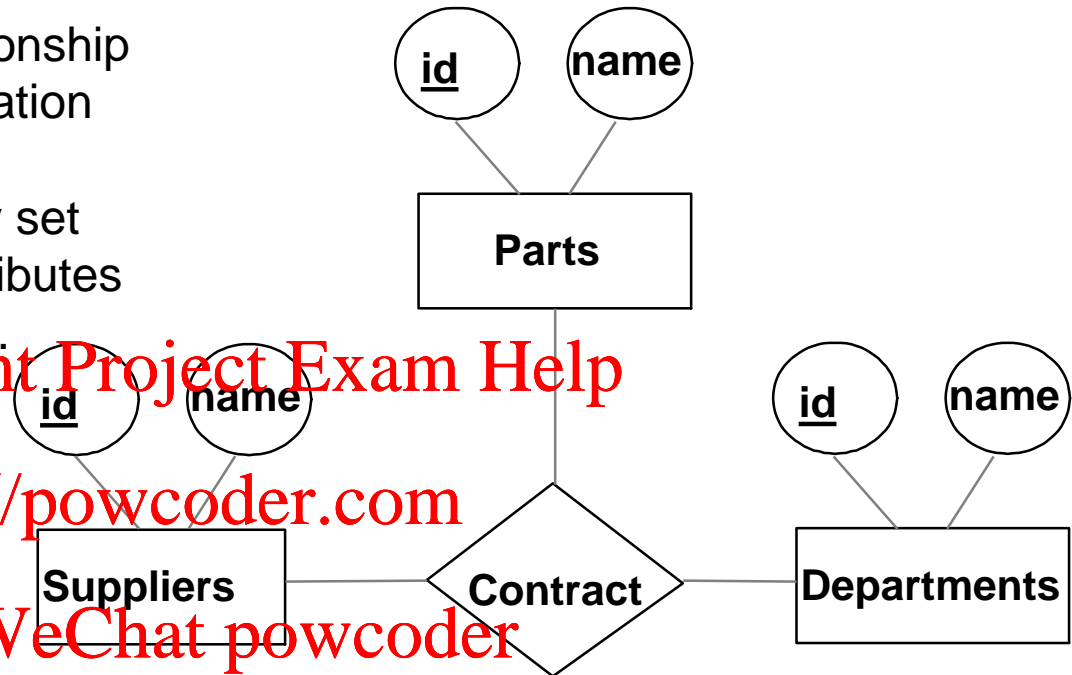 onship
ation
id name
Parts
set
ibutes
nt Project Exam Help
id name
id name
//powcoder.com
Suppliers
Contract
Departments
WeChat powcoder